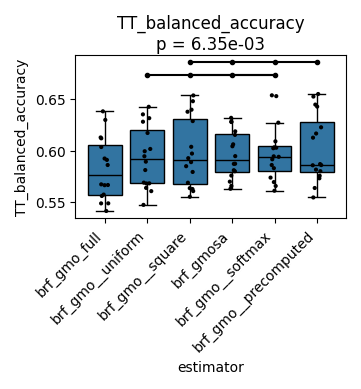 TT_balanced_accuracy
p = 6.35e-03
TT_balanced_accuracy
0.65
0.60
0.55
brf_gmo_full
brf_gmo__uniform
brf_gmo__square
brf_gmosa
brf_gmo__softmax
brf_gmo__precomputed
estimator